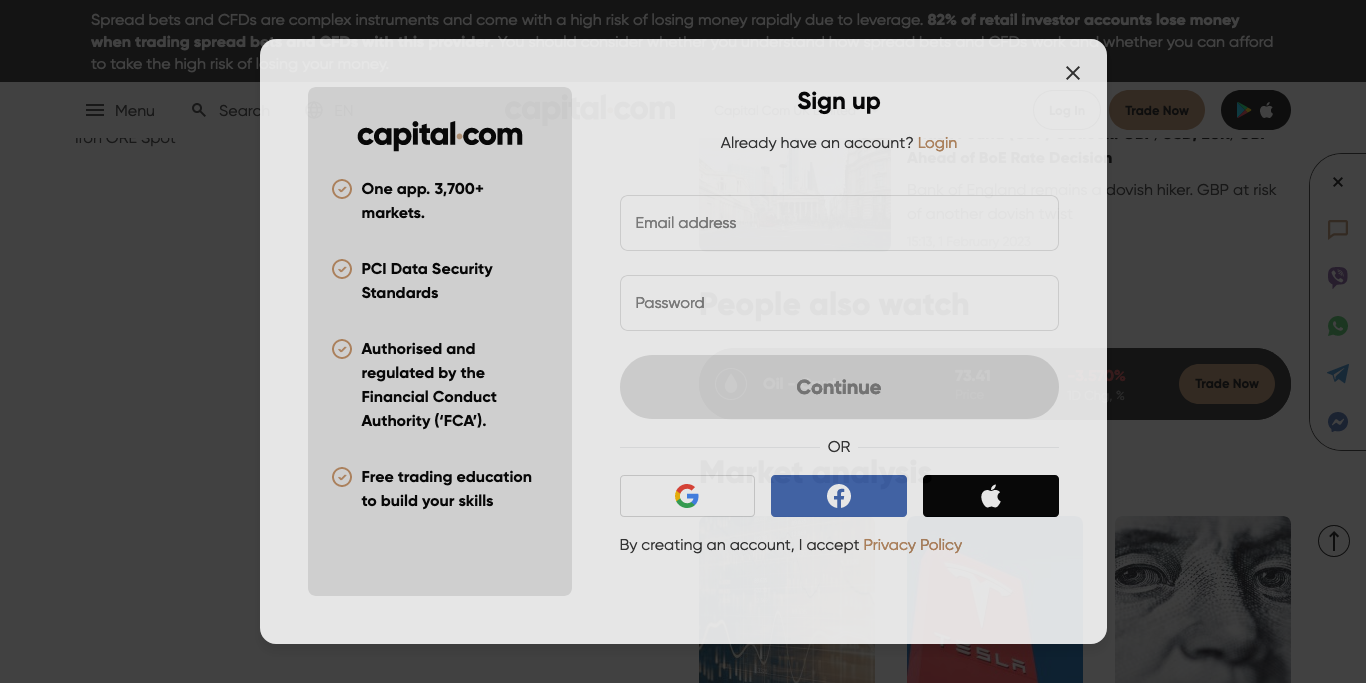 Spread bets and CFDs are complex instruments and come with a high risk of losing money rapidly due to leverage. 82% of retail investor accounts lose money
when trading spread bets and CFDs with this provider. You should consider whether you understand how spread bets and CFDs work and whether you can afford
to take the high risk of losing your money.
Menu
Search
EN
capital.com
Log In
Trade Now
Iron ORE Spot
Ahead of BoE Rate Decision
Bank of England remains a dovish hiker. GBP at risk
of another dovish twist
People also watch
Oil
73.41
Trade Now
Market analysis
TESLA
capital.com
One app. 3,700+
markets.
PCI Data Security
Standards
Authorised and
regulated by the
Financial Conduct
Authority (‘FCA’).
Free trading education
to build your skills
Sign up
Already have an account? Login
Email address
Password
Continue
OR
By creating an account, I accept Privacy Policy